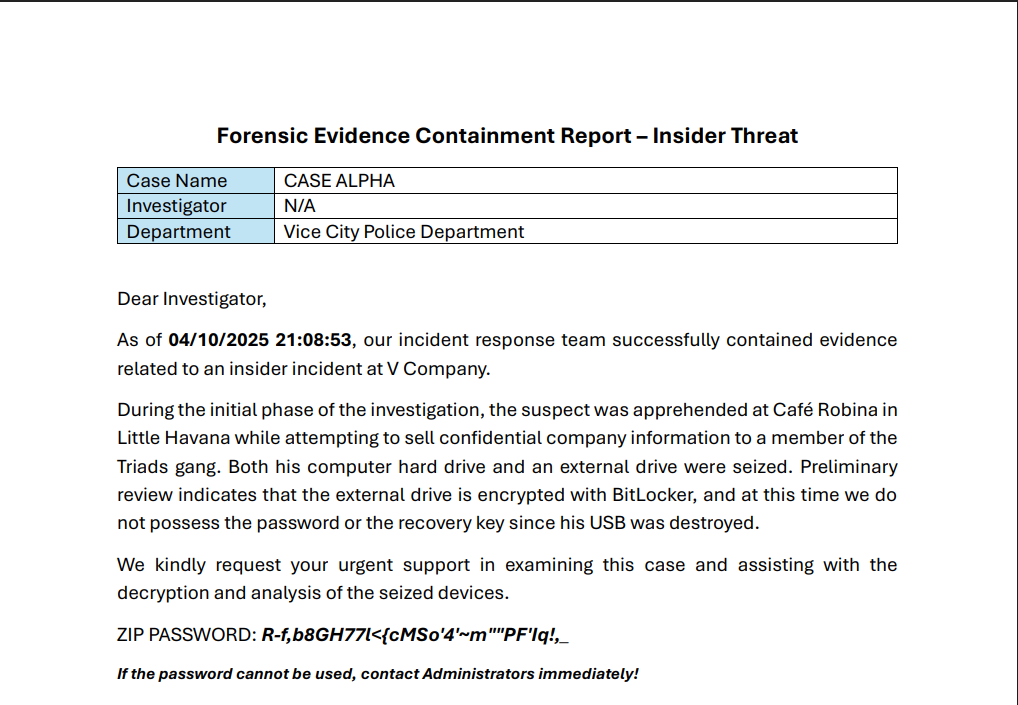 Forensic Evidence Containment Report – Insider Threat
Case Name CASE ALPHA
Investigator N/A
Department Vice City Police Department
Dear Investigator,
As of 04/10/2025 21:08:53, our incident response team successfully contained evidence
related to an insider incident at V Company.
During the initial phase of the investigation, the suspect was apprehended at Café Robina in
Little Havana while attempting to sell confidential company information to a member of the
Triads gang. Both his computer hard drive and an external drive were seized. Preliminary
review indicates that the external drive is encrypted with BitLocker, and at this time we do
not possess the password or the recovery key since his USB was destroyed.
We kindly request your urgent support in examining this case and assisting with the
decryption and analysis of the seized devices.
ZIP PASSWORD: R-f,b8GH77l<{cMSo'4'~m""PF'Iq!,_
If the password cannot be used, contact Administrators immediately!